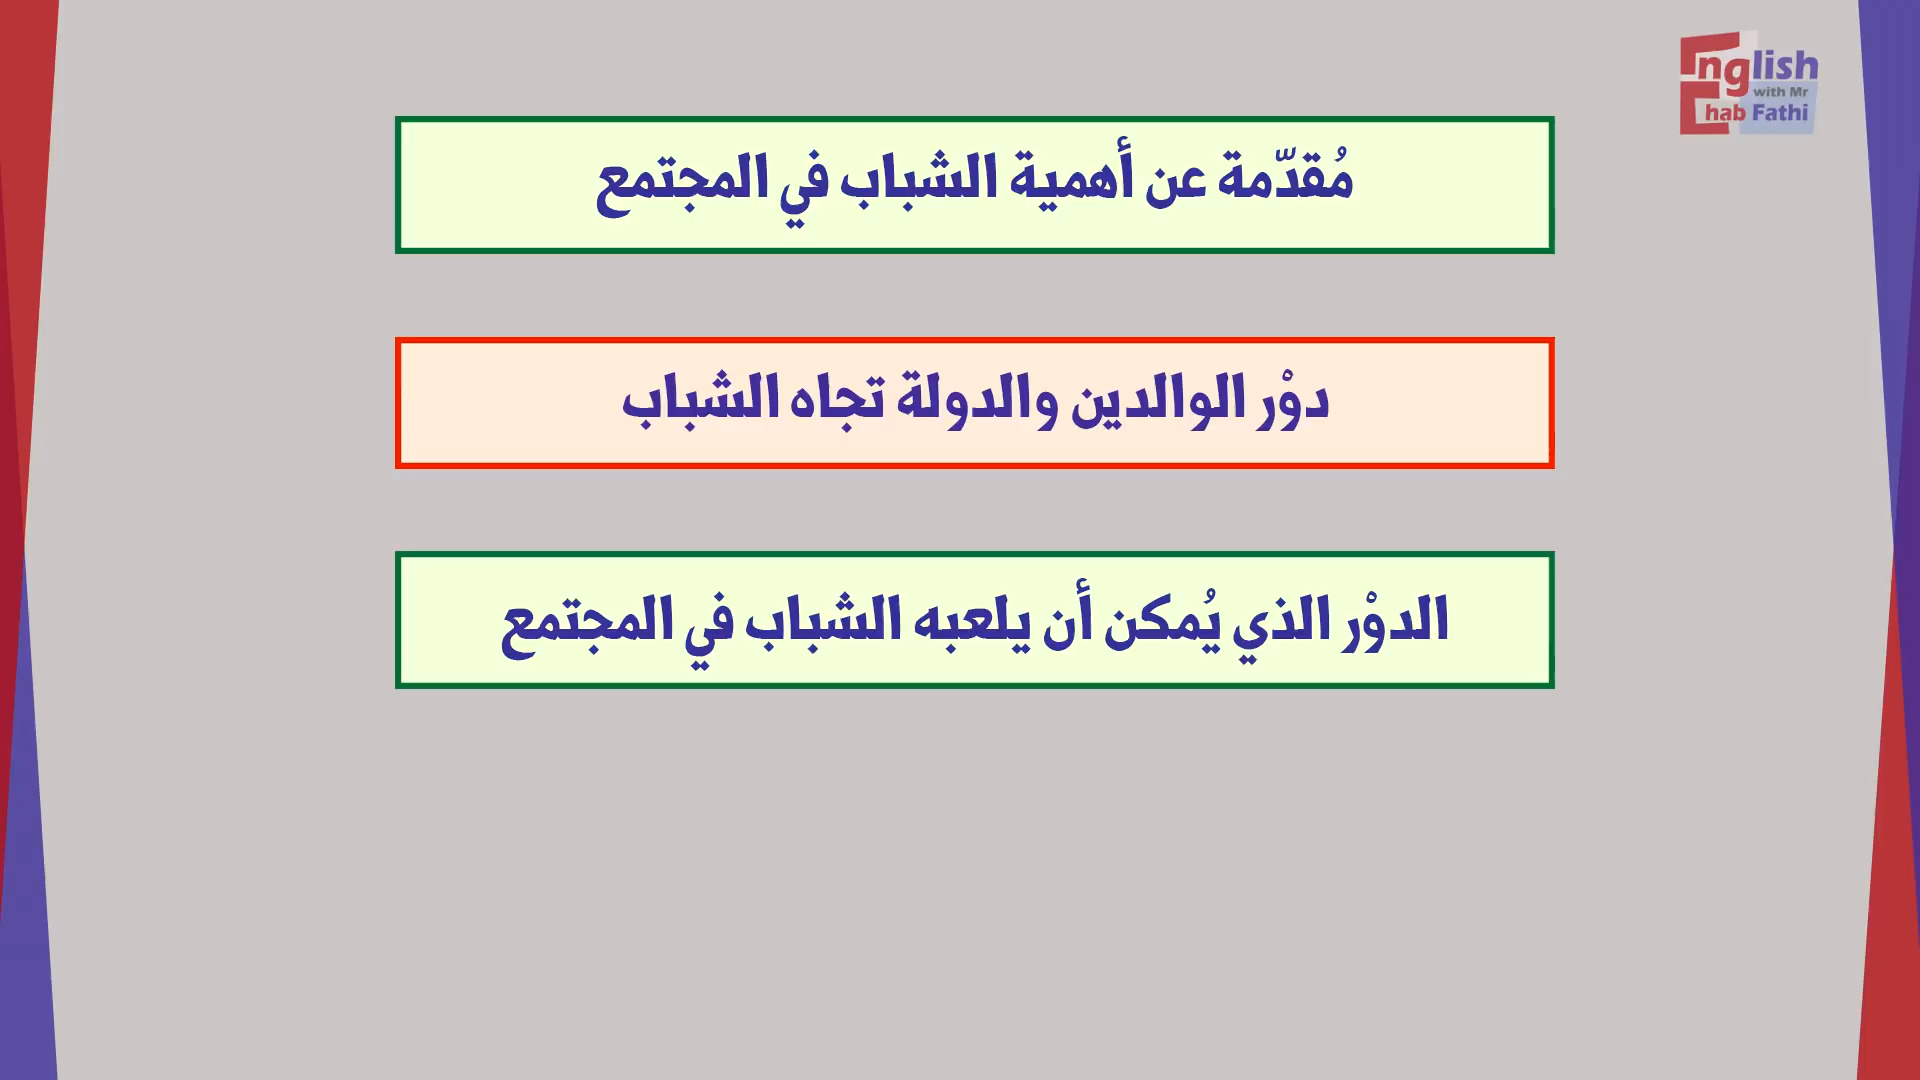 English
with Mr
Ehab Fathi
مُقدّمة عن أهمية الشباب في المجتمع
دوْر الوالدين والدولة تجاه الشباب
الدوْر الذي يُمكن أن يلعبه الشباب في المجتمع